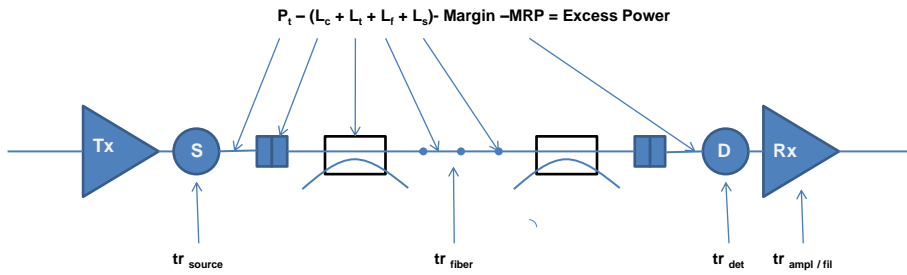 Pt – (Lc + Lt + Lf + Ls)- Margin –MRP = Excess Power
Tx S D Rx
tr source tr fiber tr det tr ampl / fil